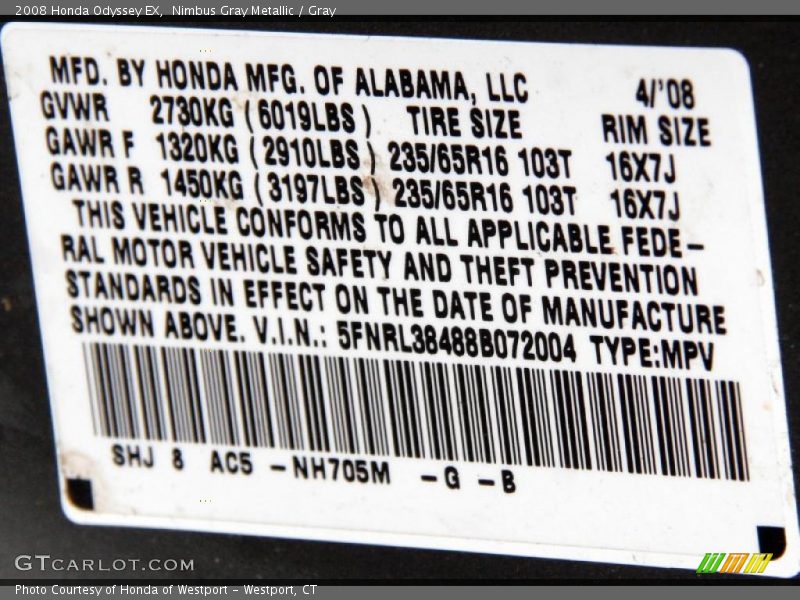 2008 Honda Odyssey EX,  Nimbus Gray Metallic / Gray
MFD. BY HONDA MFG. OF ALABAMA, LLC 4/'08
GVWR 2730KG (6019LBS) TIRE SIZE RIM SIZE
GAWR F 1320KG (2910LBS) 235/65R16 103T 16X7J
GAWR R 1450KG (3197LBS) 235/65R16 103T 16X7J
THIS VEHICLE CONFORMS TO ALL APPLICABLE FEDE-
RAL MOTOR VEHICLE SAFETY AND THEFT PREVENTION
STANDARDS IN EFFECT ON THE DATE OF MANUFACTURE
SHOWN ABOVE. V.I.N.: 5FNRL38488B072004 TYPE:MPV
SHJ 8 AC5 -NH705M -G -B
GTCARLOT.COM
Photo Courtesy of Honda of Westport - Westport, CT